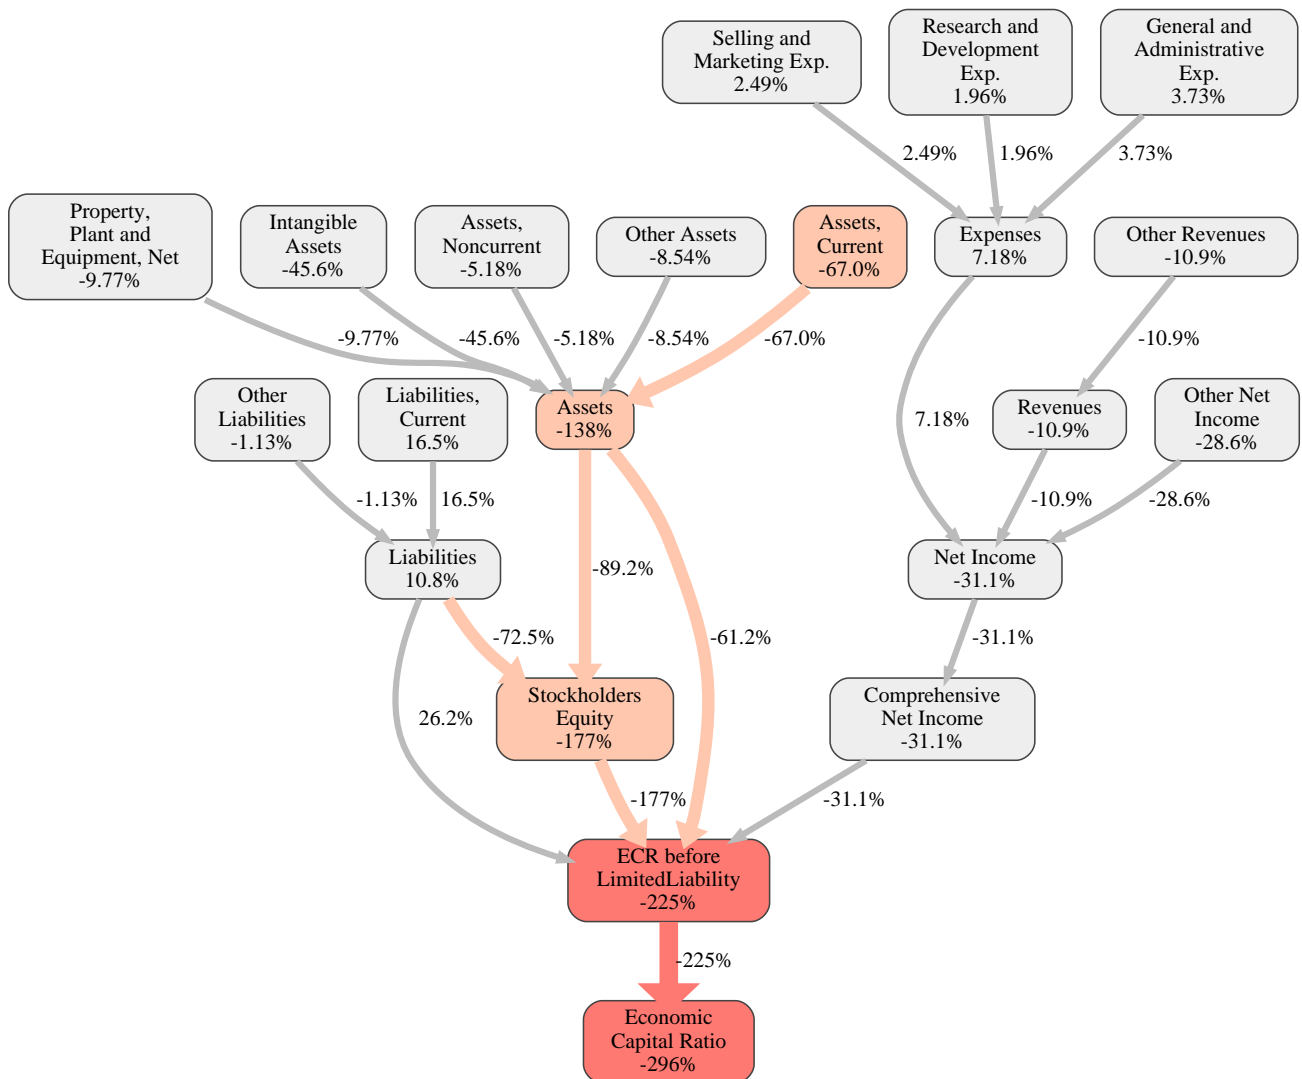 Selling and
Marketing Exp.
2.49%
Research and
Development
Exp.
1.96%
General and
Administrative
Exp.
3.73%
2.49%
1.96%
3.73%
Property,
Plant and
Equipment, Net
-9.77%
Intangible
Assets
-45.6%
Assets,
Noncurrent
-5.18%
Other Assets
-8.54%
Assets,
Current
-67.0%
Expenses
7.18%
Other Revenues
-10.9%
-9.77%
-45.6%
-5.18%
-8.54%
-67.0%
-10.9%
Other
Liabilities
-1.13%
Liabilities,
Current
16.5%
Assets
-138%
7.18%
Revenues
-10.9%
Other Net
Income
-28.6%
-1.13%
16.5%
-10.9%
-28.6%
Liabilities
10.8%
-89.2%
Net Income
-31.1%
-72.5%
-61.2%
-31.1%
26.2%
Stockholders
Equity
-177%
Comprehensive
Net Income
-31.1%
-177%
-31.1%
ECR before
LimitedLiability
-225%
-225%
Economic
Capital Ratio
-296%